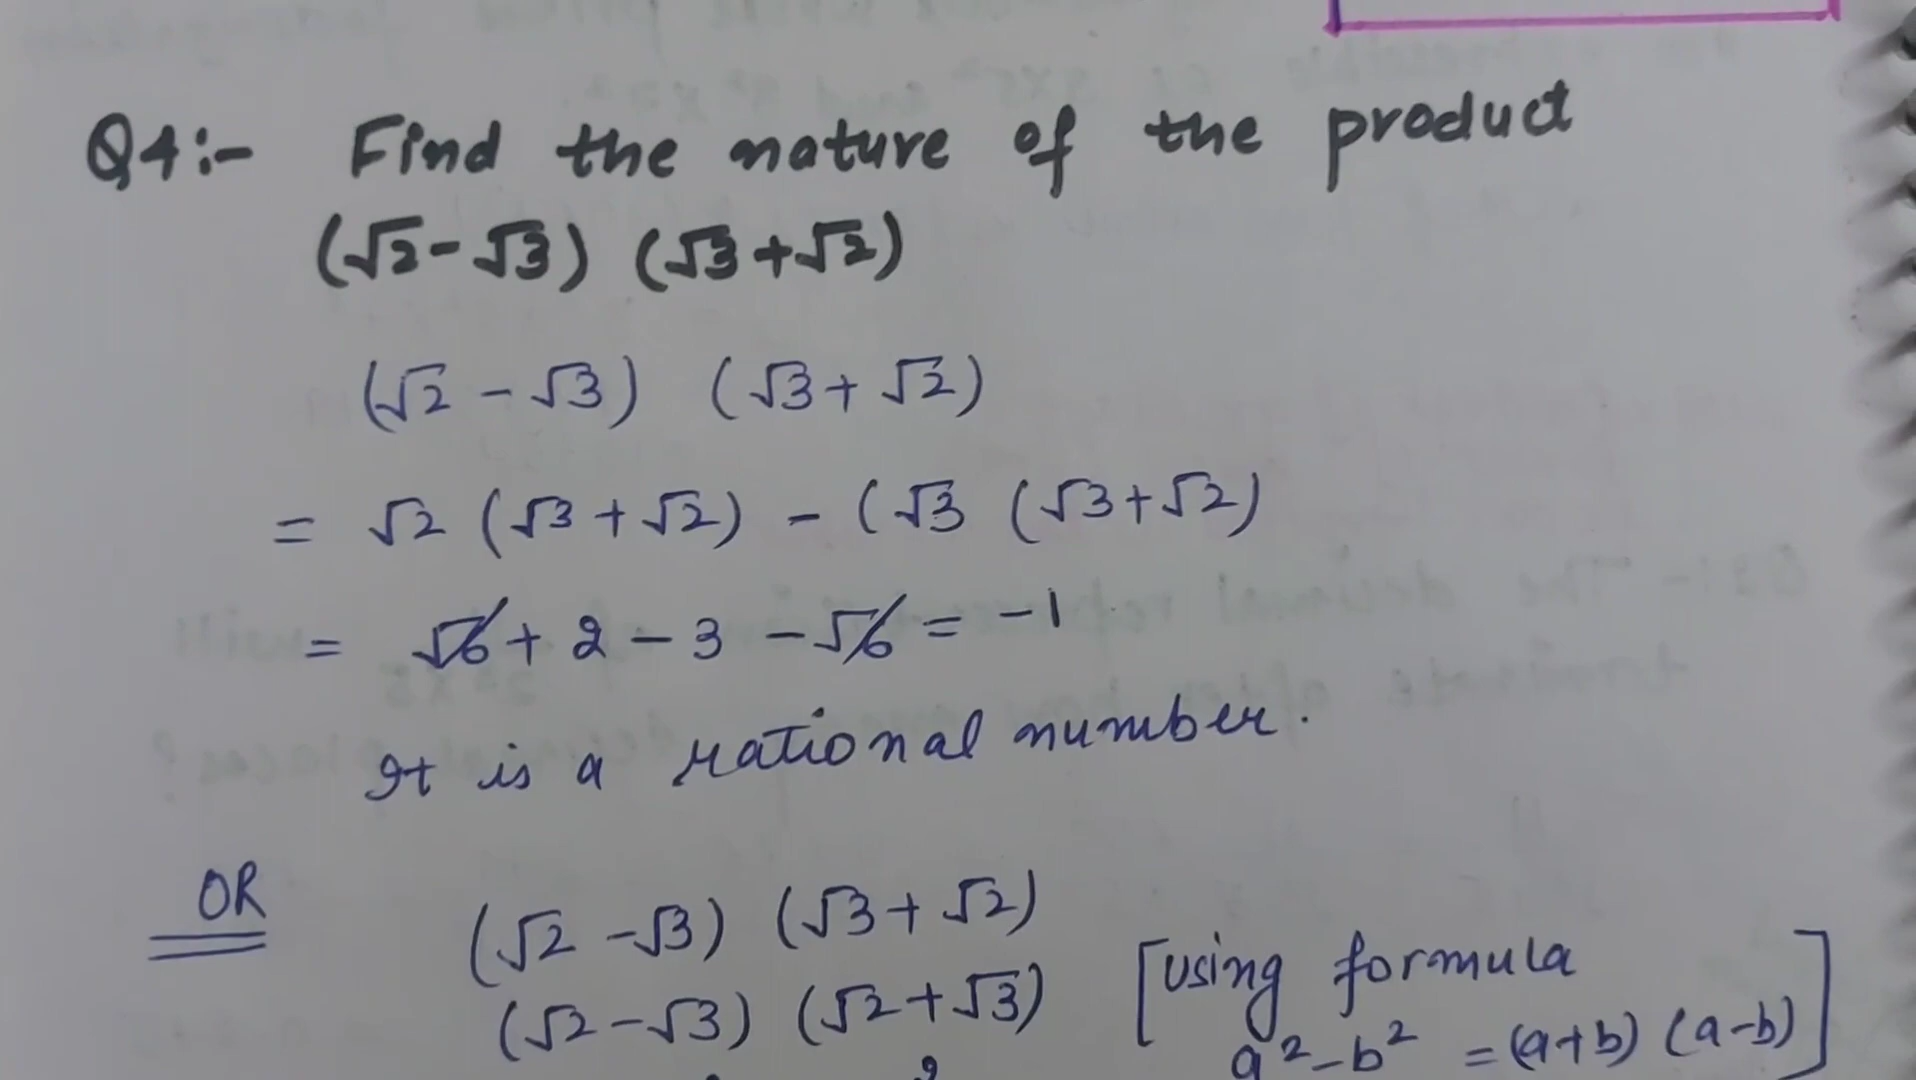 Q4:- Find the nature of the product
(√2-√3) (√3+√2)
(√2 - √3) (√3+ √2)
= √2 (√3 + √2) - (√3 (√3+√2)
= √6 + 2 - 3 - √6 = -1
It is a rational number.
OR
(√2 -√3) (√3+ √2)
(√2-√3) (√2+√3) [using formula
a²-b² = (a+b) (a-b)]